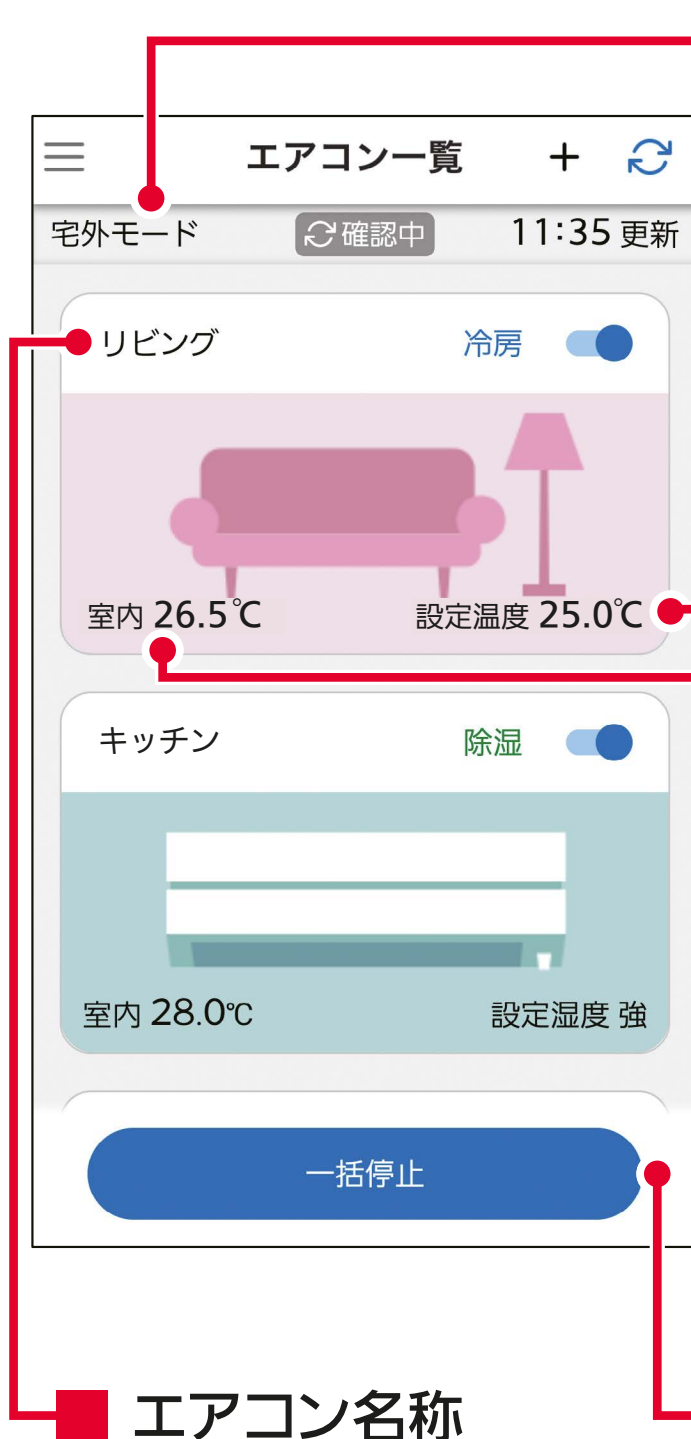 エアコン一覧 +
宅外モード 確認中 11:35 更新
リビング 冷房
室内 26.5℃ 設定温度 25.0℃
キッチン 除湿
室内 28.0℃ 設定湿度 強
一括停止
エアコン名称